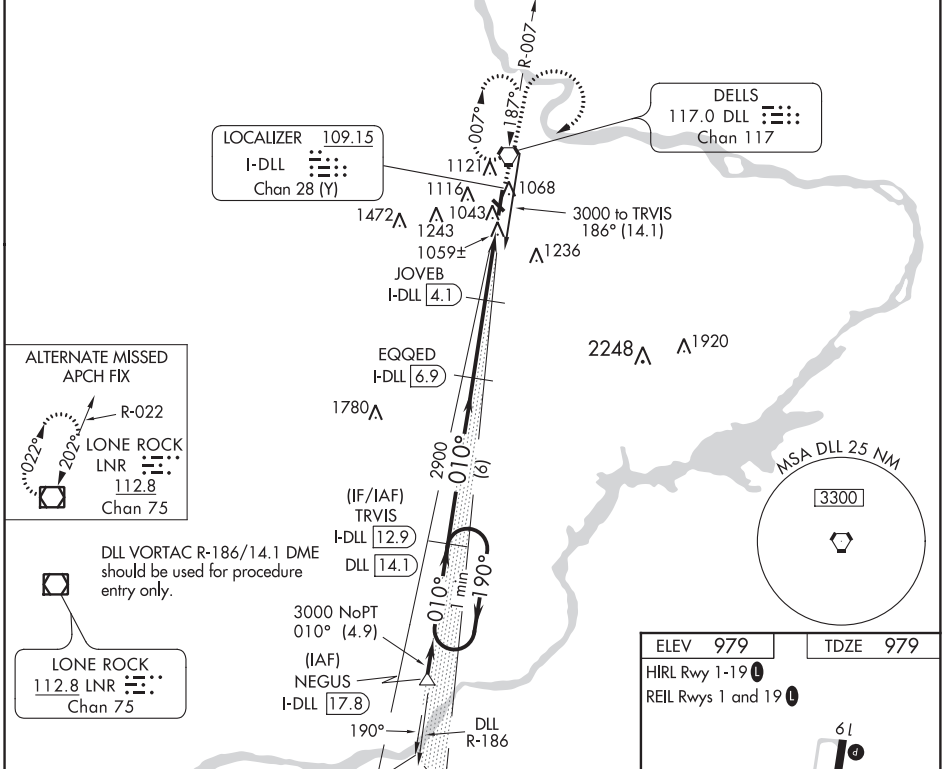 R-007
007°
187°
DELLS
117.0 DLL
Chan 117
LOCALIZER 109.15
I-DLL
Chan 28 (Y)
1121
1116
1068
1472
1243
1043
1059±
3000 to TRVIS
186° (14.1)
1236
JOVEB
I-DLL 4.1
2248
1920
EQQED
I-DLL 6.9
1780
ALTERNATE MISSED
APCH FIX
R-022
022°
202°
LONE ROCK
LNR
112.8
Chan 75
2900
010°
(6)
MSA DLL 25 NM
3300
(IF/IAF)
TRVIS
I-DLL 12.9
DLL 14.1
DLL VORTAC R-186/14.1 DME
should be used for procedure
entry only.
010°
1 min
190°
3000 NoPT
010° (4.9)
(IAF)
NEGUS
I-DLL 17.8
LONE ROCK
112.8 LNR
Chan 75
190°
DLL
R-186
ELEV 979
TDZE 979
HIRL Rwy 1-19 L
REIL Rwys 1 and 19 L
19
P